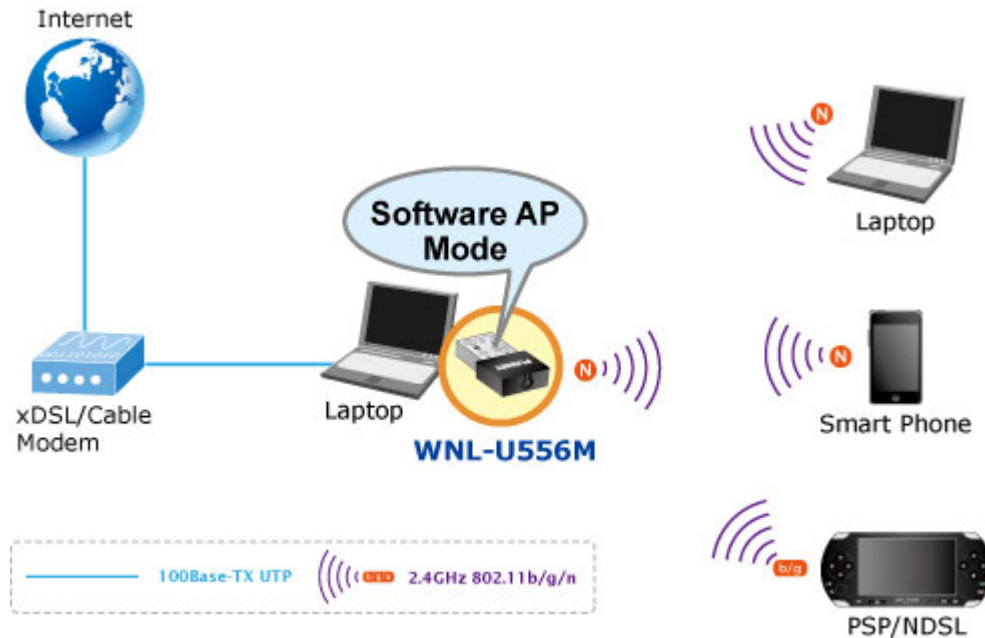 Internet
N
Laptop
Software AP
Mode
N
N
xDSL/Cable
Modem
Laptop
WNL-U556M
Smart Phone
100Base-TX UTP
b/g/n
2.4GHz 802.11b/g/n
b/g
PSP/NDSL